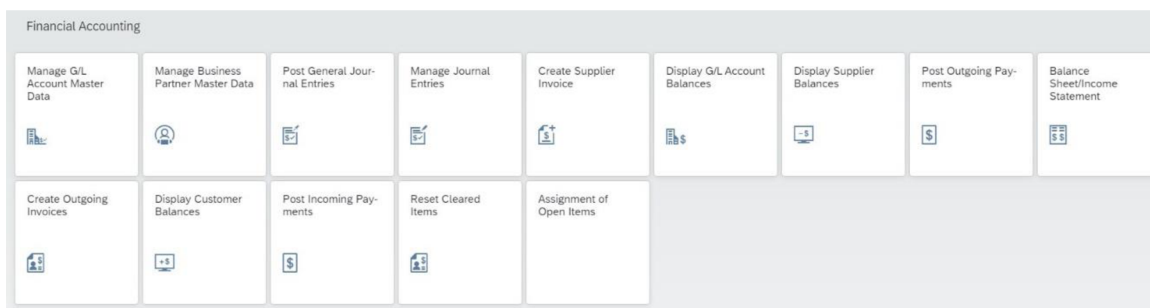 Financial Accounting
Manage G/L
Account Master
Data
Manage Business
Partner Master Data
Post General Jour-
nal Entries
Manage Journal
Entries
Create Supplier
Invoice
Display G/L Account
Balances
Display Supplier
Balances
Post Outgoing Pay-
ments
Balance
Sheet/Income
Statement
Create Outgoing
Invoices
Display Customer
Balances
Post Incoming Pay-
ments
Reset Cleared
Items
Assignment of
Open Items